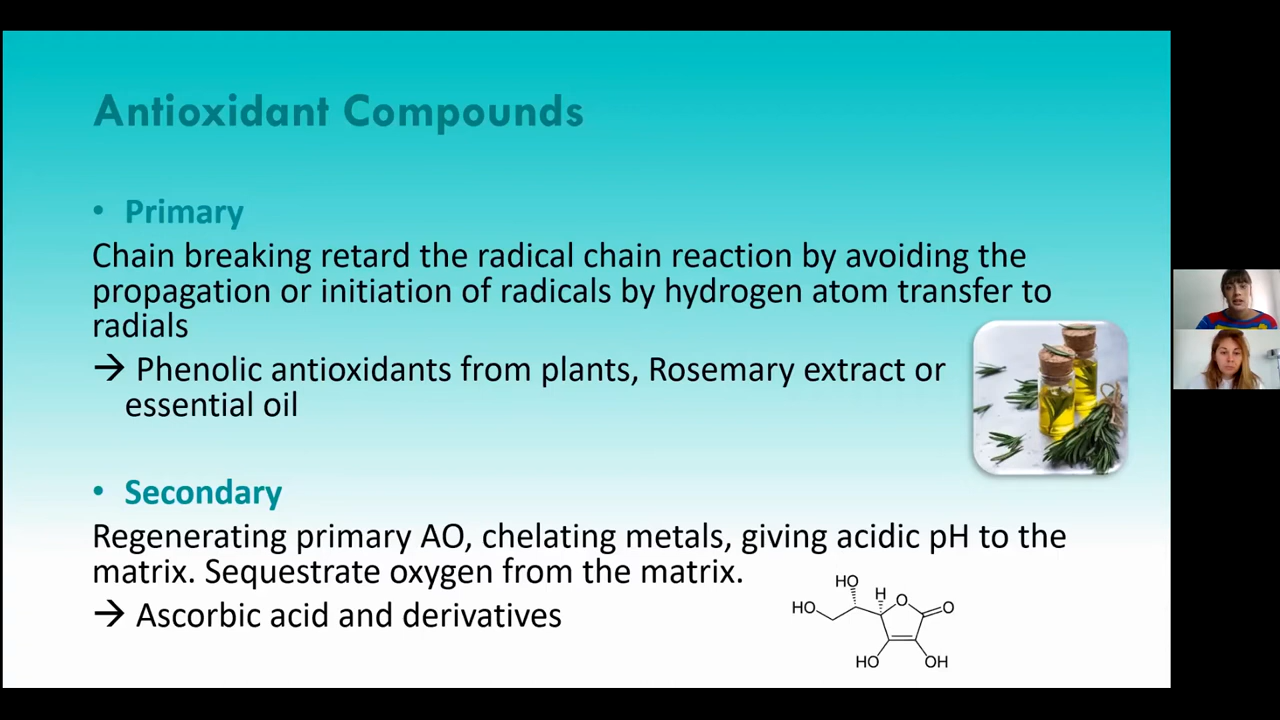 Antioxidant Compounds
• Primary
Chain breaking retard the radical chain reaction by avoiding the
propagation or initiation of radicals by hydrogen atom transfer to
radials
→ Phenolic antioxidants from plants, Rosemary extract or
essential oil
• Secondary
Regenerating primary AO, chelating metals, giving acidic pH to the
matrix. Sequestrate oxygen from the matrix.
→ Ascorbic acid and derivatives
HO
H
O
HO
O
HO
OH